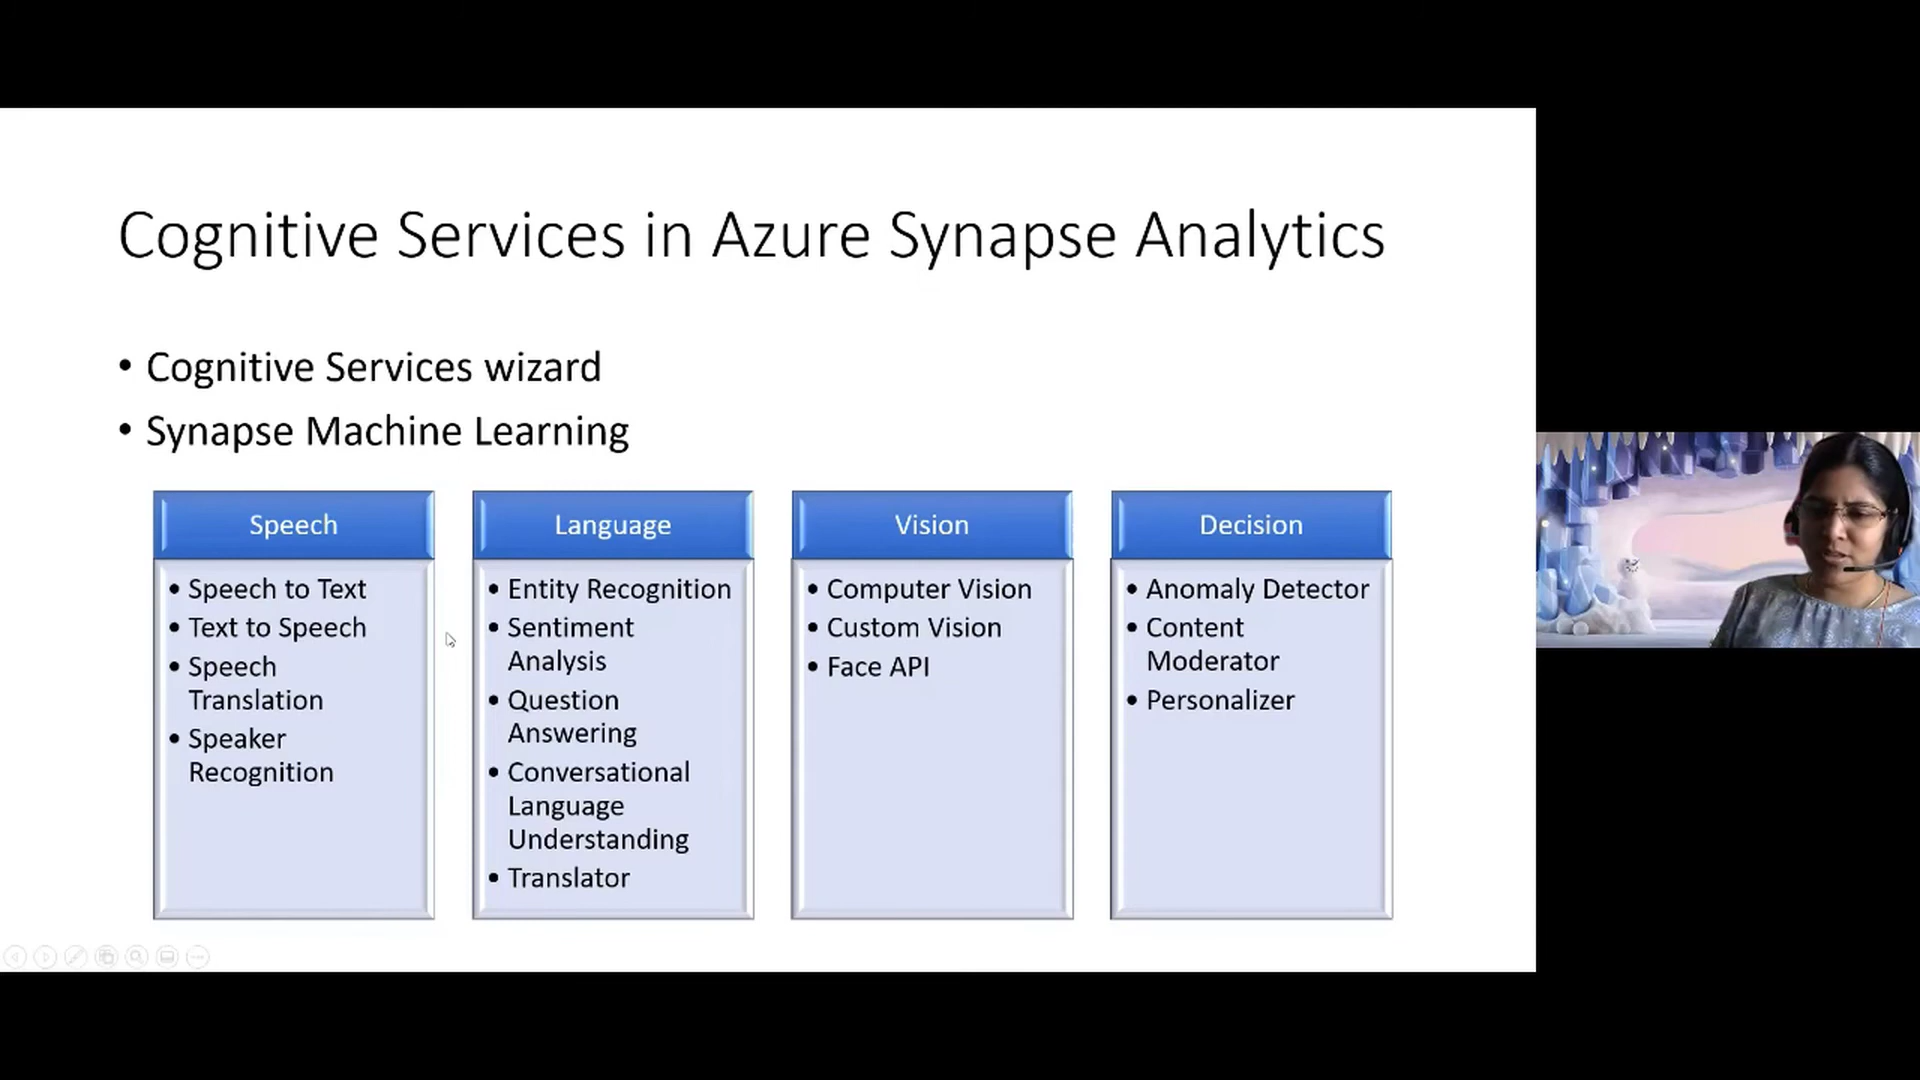 Cognitive Services in Azure Synapse Analytics
• Cognitive Services wizard
• Synapse Machine Learning
Speech
• Speech to Text
• Text to Speech
• Speech
Translation
• Speaker
Recognition
Language
• Entity Recognition
• Sentiment
Analysis
• Question
Answering
• Conversational
Language
Understanding
• Translator
Vision
• Computer Vision
• Custom Vision
• Face API
Decision
• Anomaly Detector
• Content
Moderator
• Personalizer